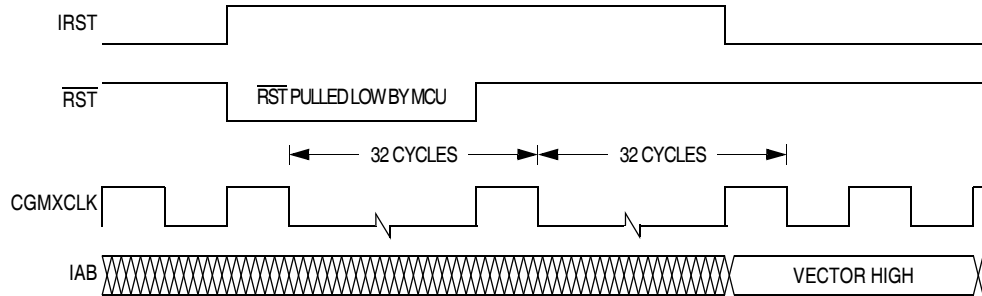 IRST
RST
RST PULLED LOW BY MCU
32 CYCLES
32 CYCLES
CGMXCLK
IAB
VECTOR HIGH